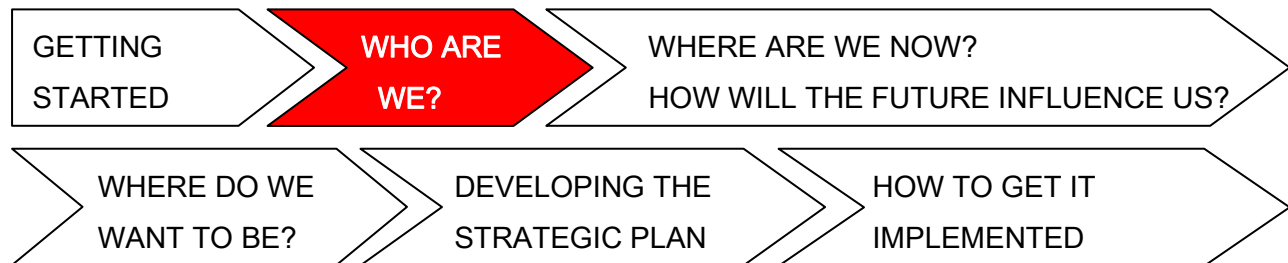 GETTING
STARTED
WHO ARE
WE?
WHERE ARE WE NOW?
HOW WILL THE FUTURE INFLUENCE US?
WHERE DO WE
WANT TO BE?
DEVELOPING THE
STRATEGIC PLAN
HOW TO GET IT
IMPLEMENTED